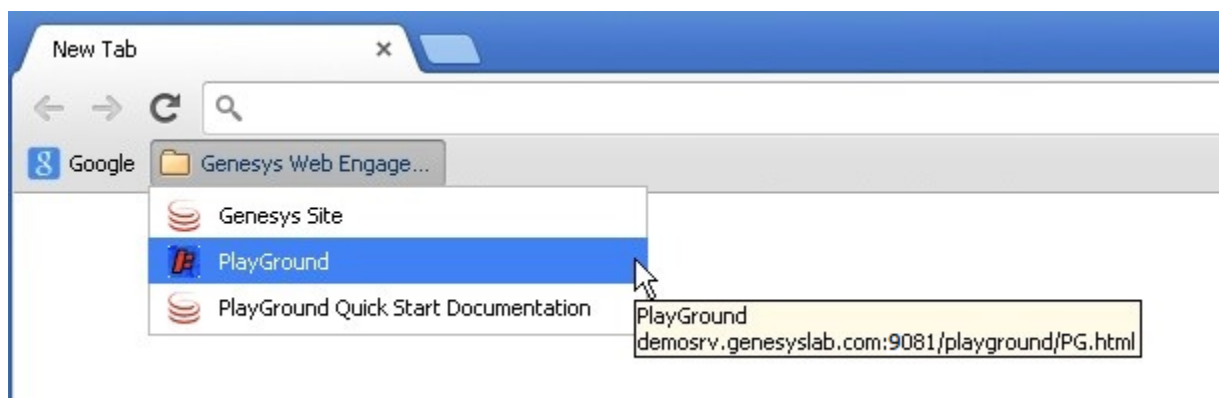 New Tab
Google
Genesys Web Engage...
Genesys Site
PlayGround
PlayGround Quick Start Documentation
PlayGround
demosrv.genesyslab.com:9081/playground/PG.html